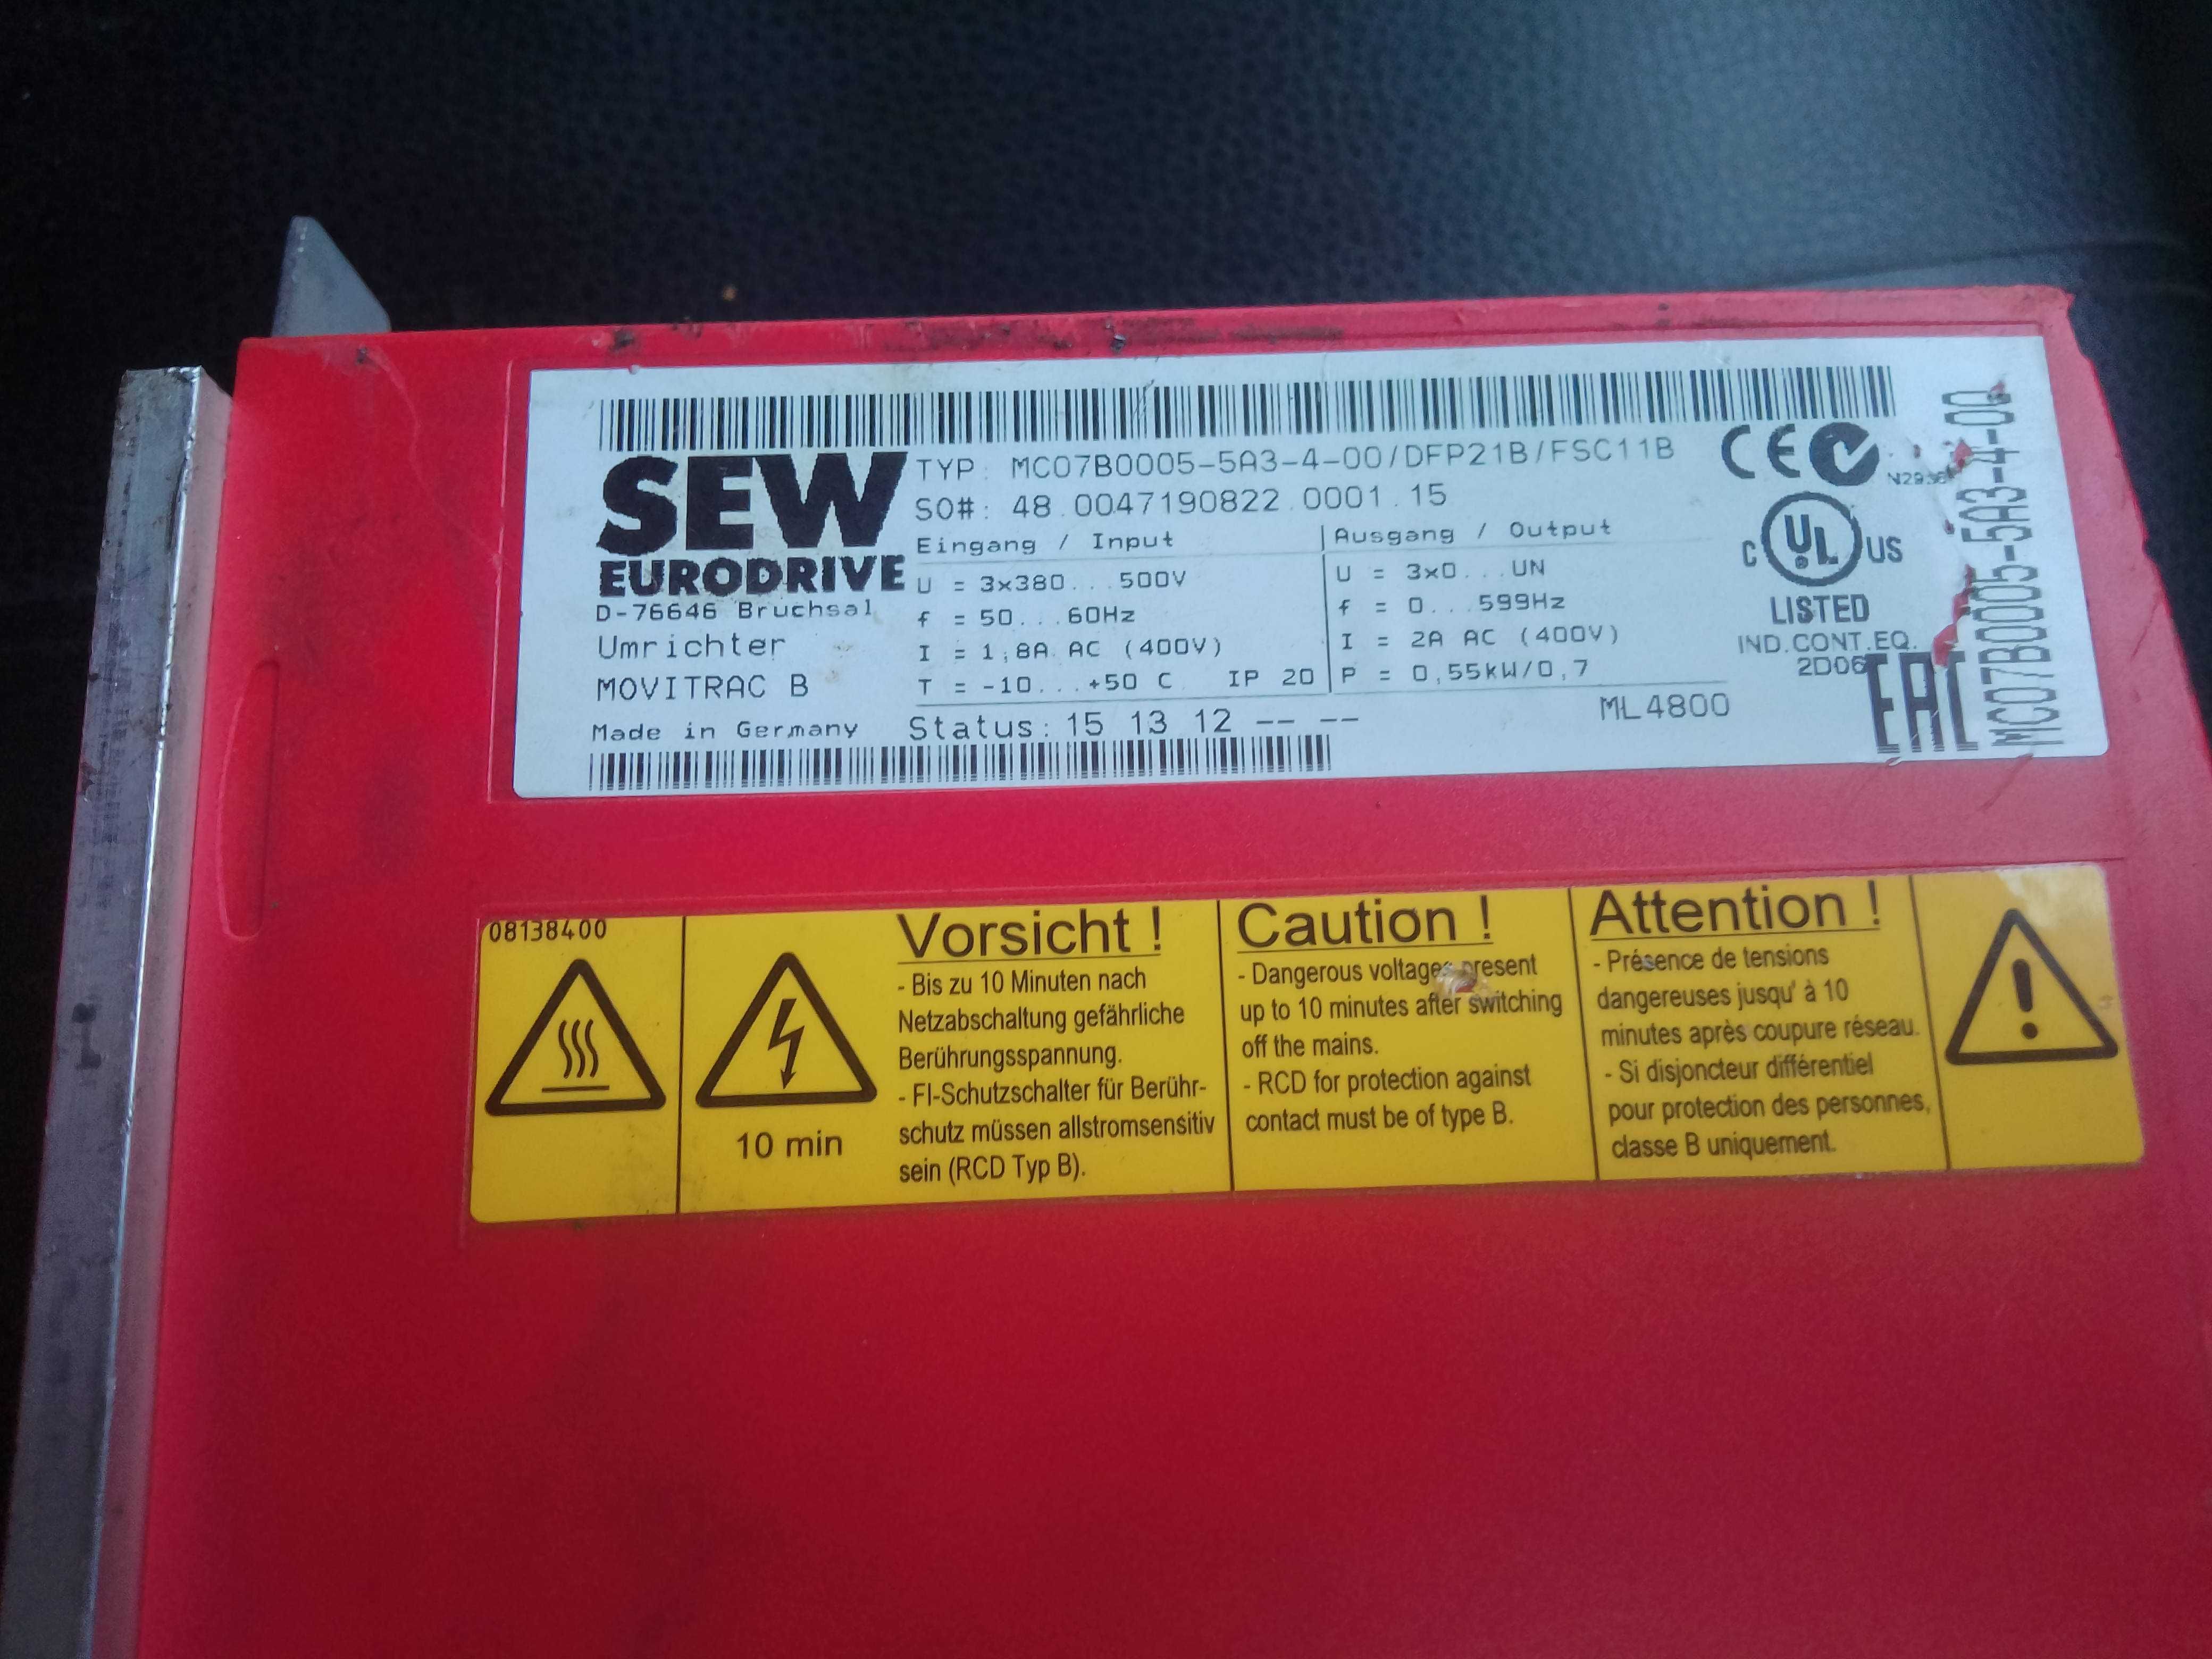 SEW
EURODRIVE
D-76646 Bruchsal
Umrichter
MOVITRAC B
Made in Germany
TYP: MC07B0005-5A3-4-00/DFP21B/FSC11B
SO#: 48.0047190822.0001.15
Eingang / Input
U = 3x380...500V
f = 50...60Hz
I = 1,8A AC (400V)
T = -10...+50 C IP 20
Ausgang / Output
U = 3x0...UN
f = 0...599Hz
I = 2A AC (400V)
P = 0,55kW/0,7
Status: 15 13 12 -- --
ML4800
CE
C UL US
LISTED
IND.CONT.EQ.
2D06
EAC
MC07B0005-5A3-4-00
08138400
10 min
Vorsicht !
- Bis zu 10 Minuten nach
Netzabschaltung gefährliche
Berührungsspannung.
- FI-Schutzschalter für Berühr-
schutz müssen allstromsensitiv
sein (RCD Typ B).
Caution !
- Dangerous voltages present
up to 10 minutes after switching
off the mains.
- RCD for protection against
contact must be of type B.
Attention !
- Présence de tensions
dangereuses jusqu' à 10
minutes après coupure réseau.
- Si disjoncteur différentiel
pour protection des personnes,
classe B uniquement.